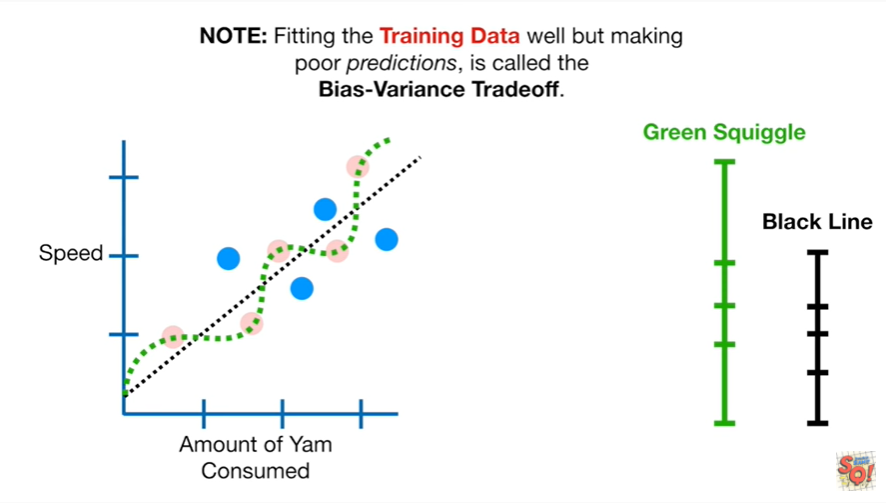 NOTE: Fitting the Training Data well but making
poor predictions, is called the
Bias-Variance Tradeoff.
Green Squiggle
Black Line
Speed
Amount of Yam
Consumed
SQ!